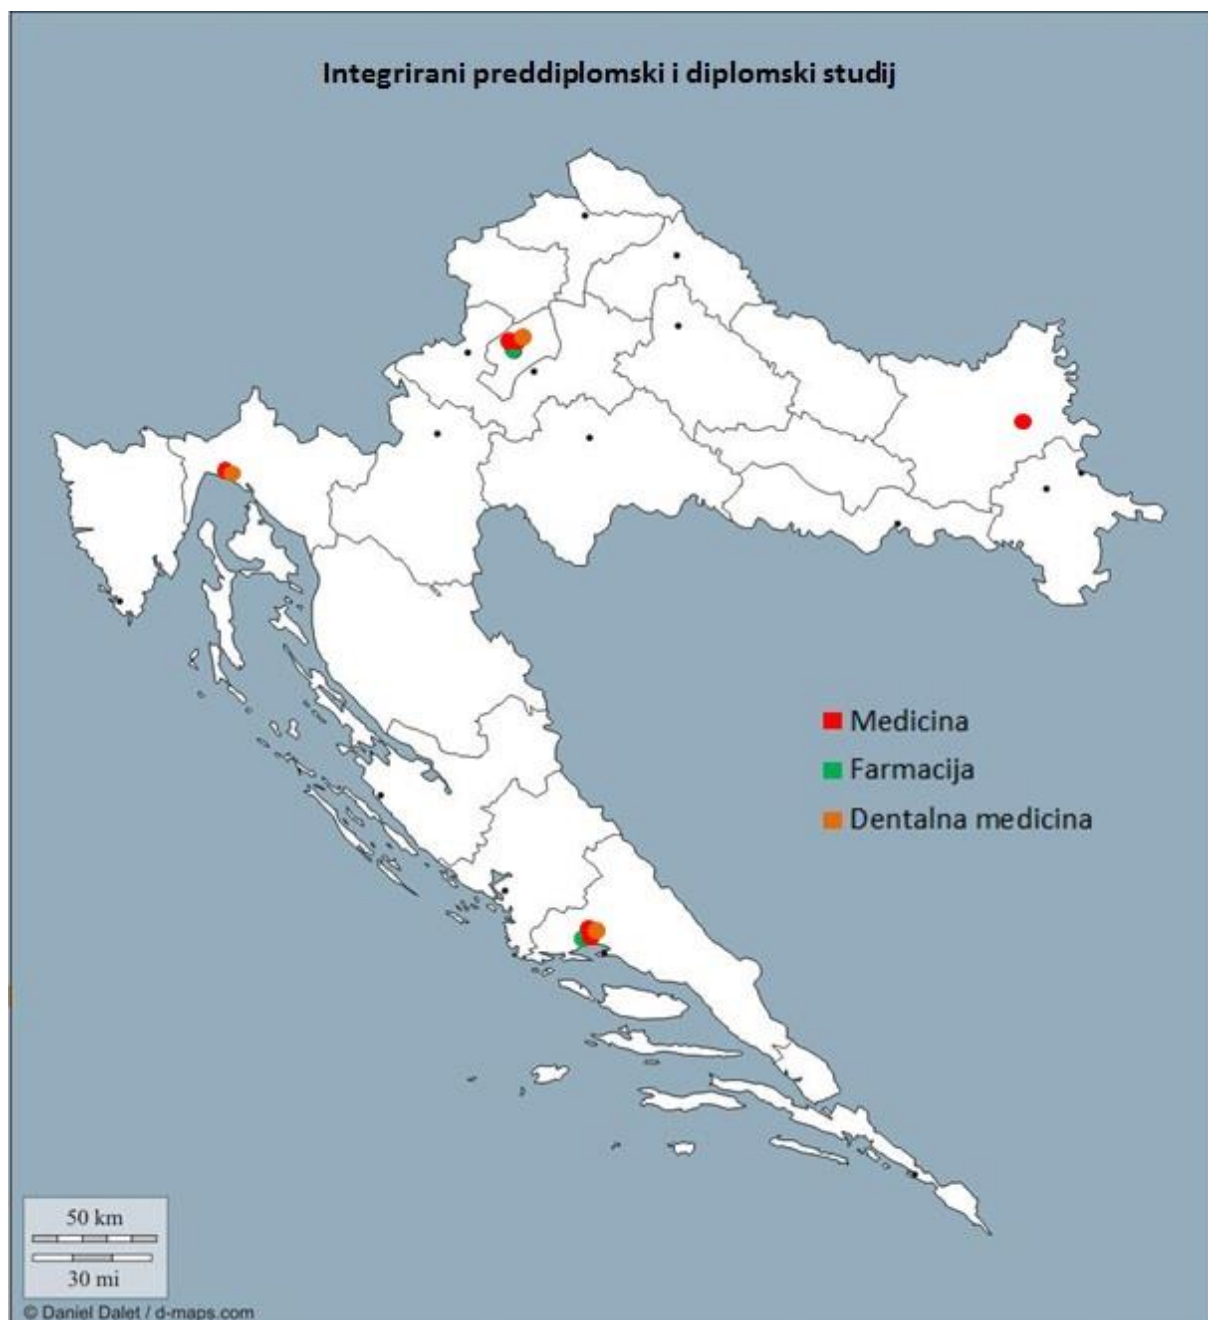 Integrirani preddiplomski i diplomski studij
Medicina
Farmacija
Dentalna medicina
50 km
30 mi
© Daniel Dalet / d-maps.com